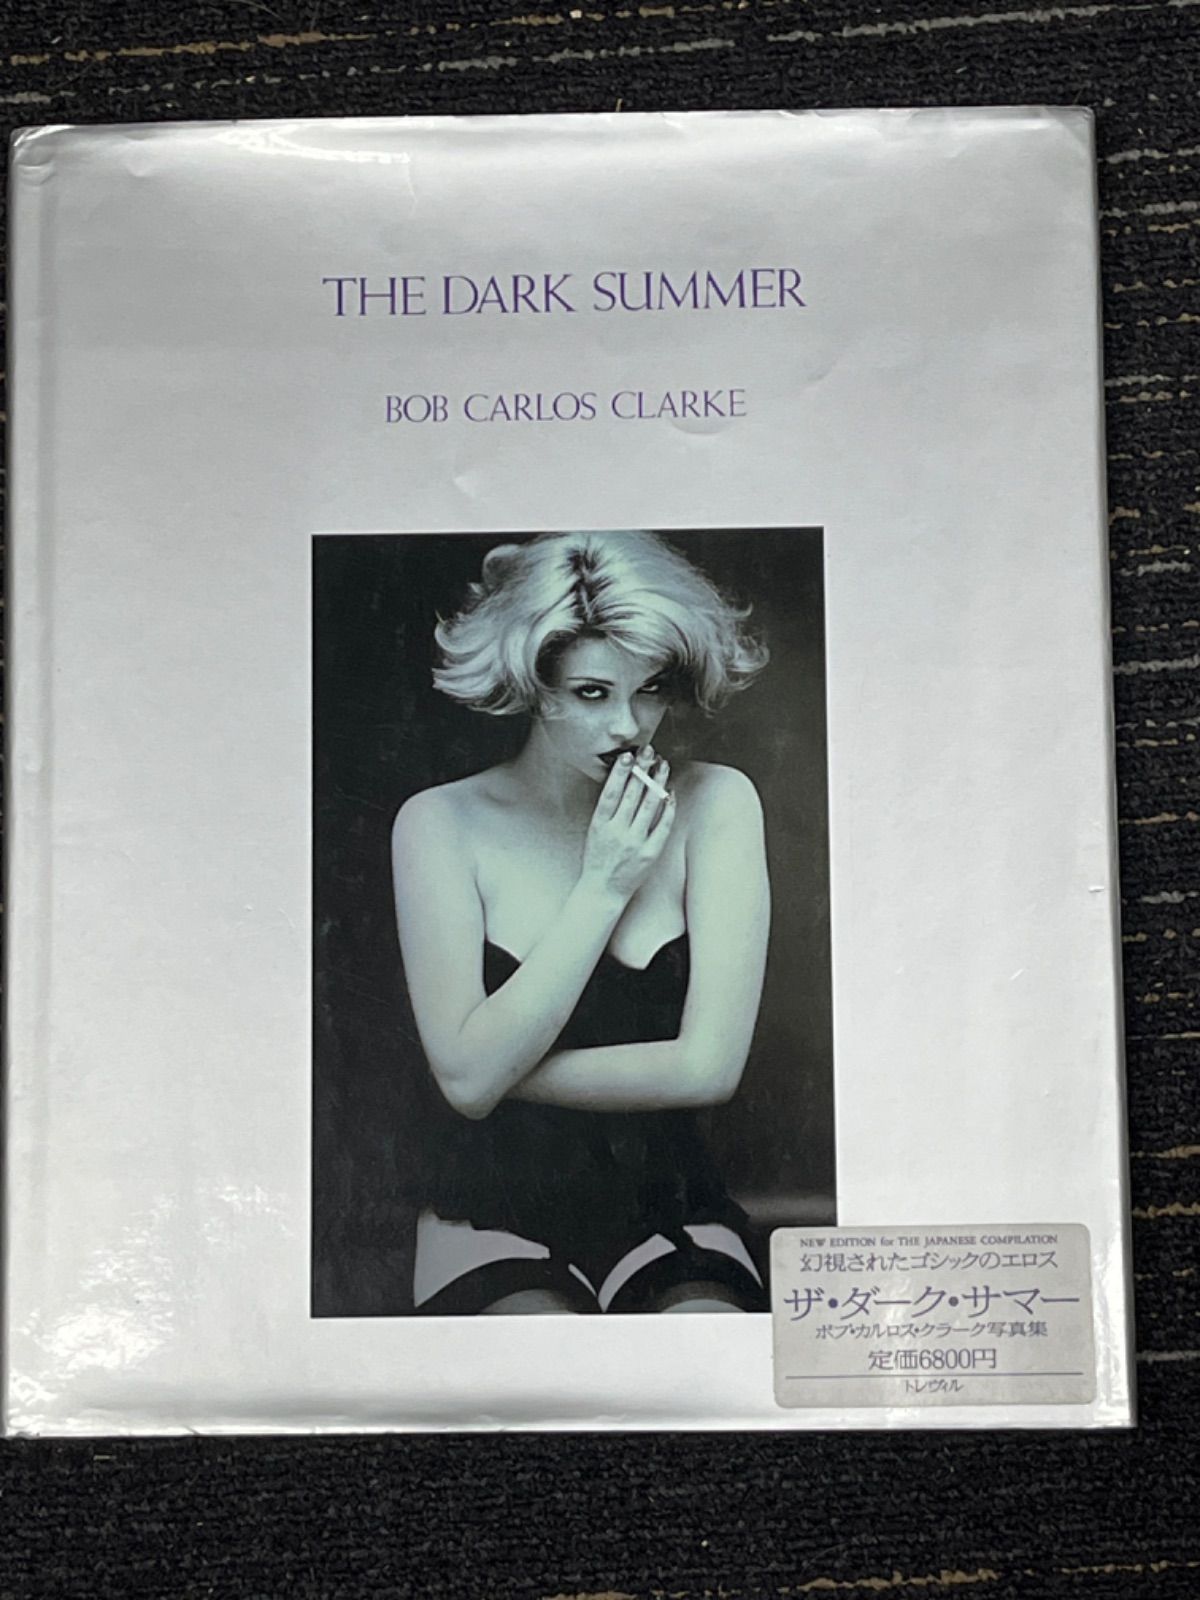 THE DARK SUMMER
BOB CARLOS CLARKE
NEW EDITION for THE JAPANESE COMPILATION
幻視されたゴシックのエロス
ザ・ダーク・サマー
ボブ・カルロス・クラーク写真集
定価6800円
トレヴィル